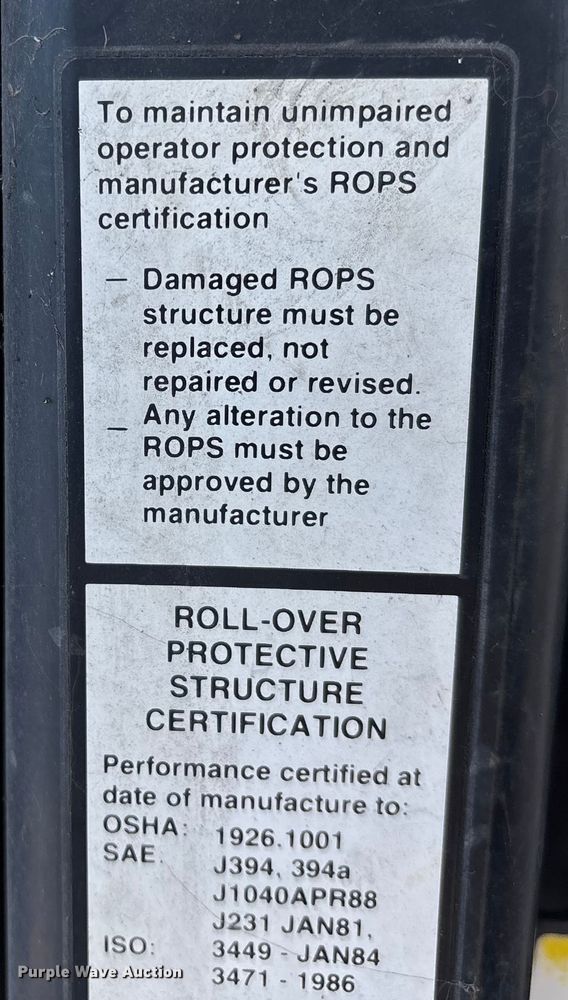 To maintain unimpaired
operator protection and
manufacturer's ROPS
certification
— Damaged ROPS
structure must be
replaced, not
repaired or revised.
_ Any alteration to the
ROPS must be
approved by the
manufacturer
ROLL-OVER
PROTECTIVE
STRUCTURE
CERTIFICATION
Performance certified at
date of manufacture to:
OSHA: 1926.1001
SAE. J394, 394a
J1040APR88
J231 JAN81,
ISO: 3449 - JAN84
3471 - 1986
Purple Wave Auction